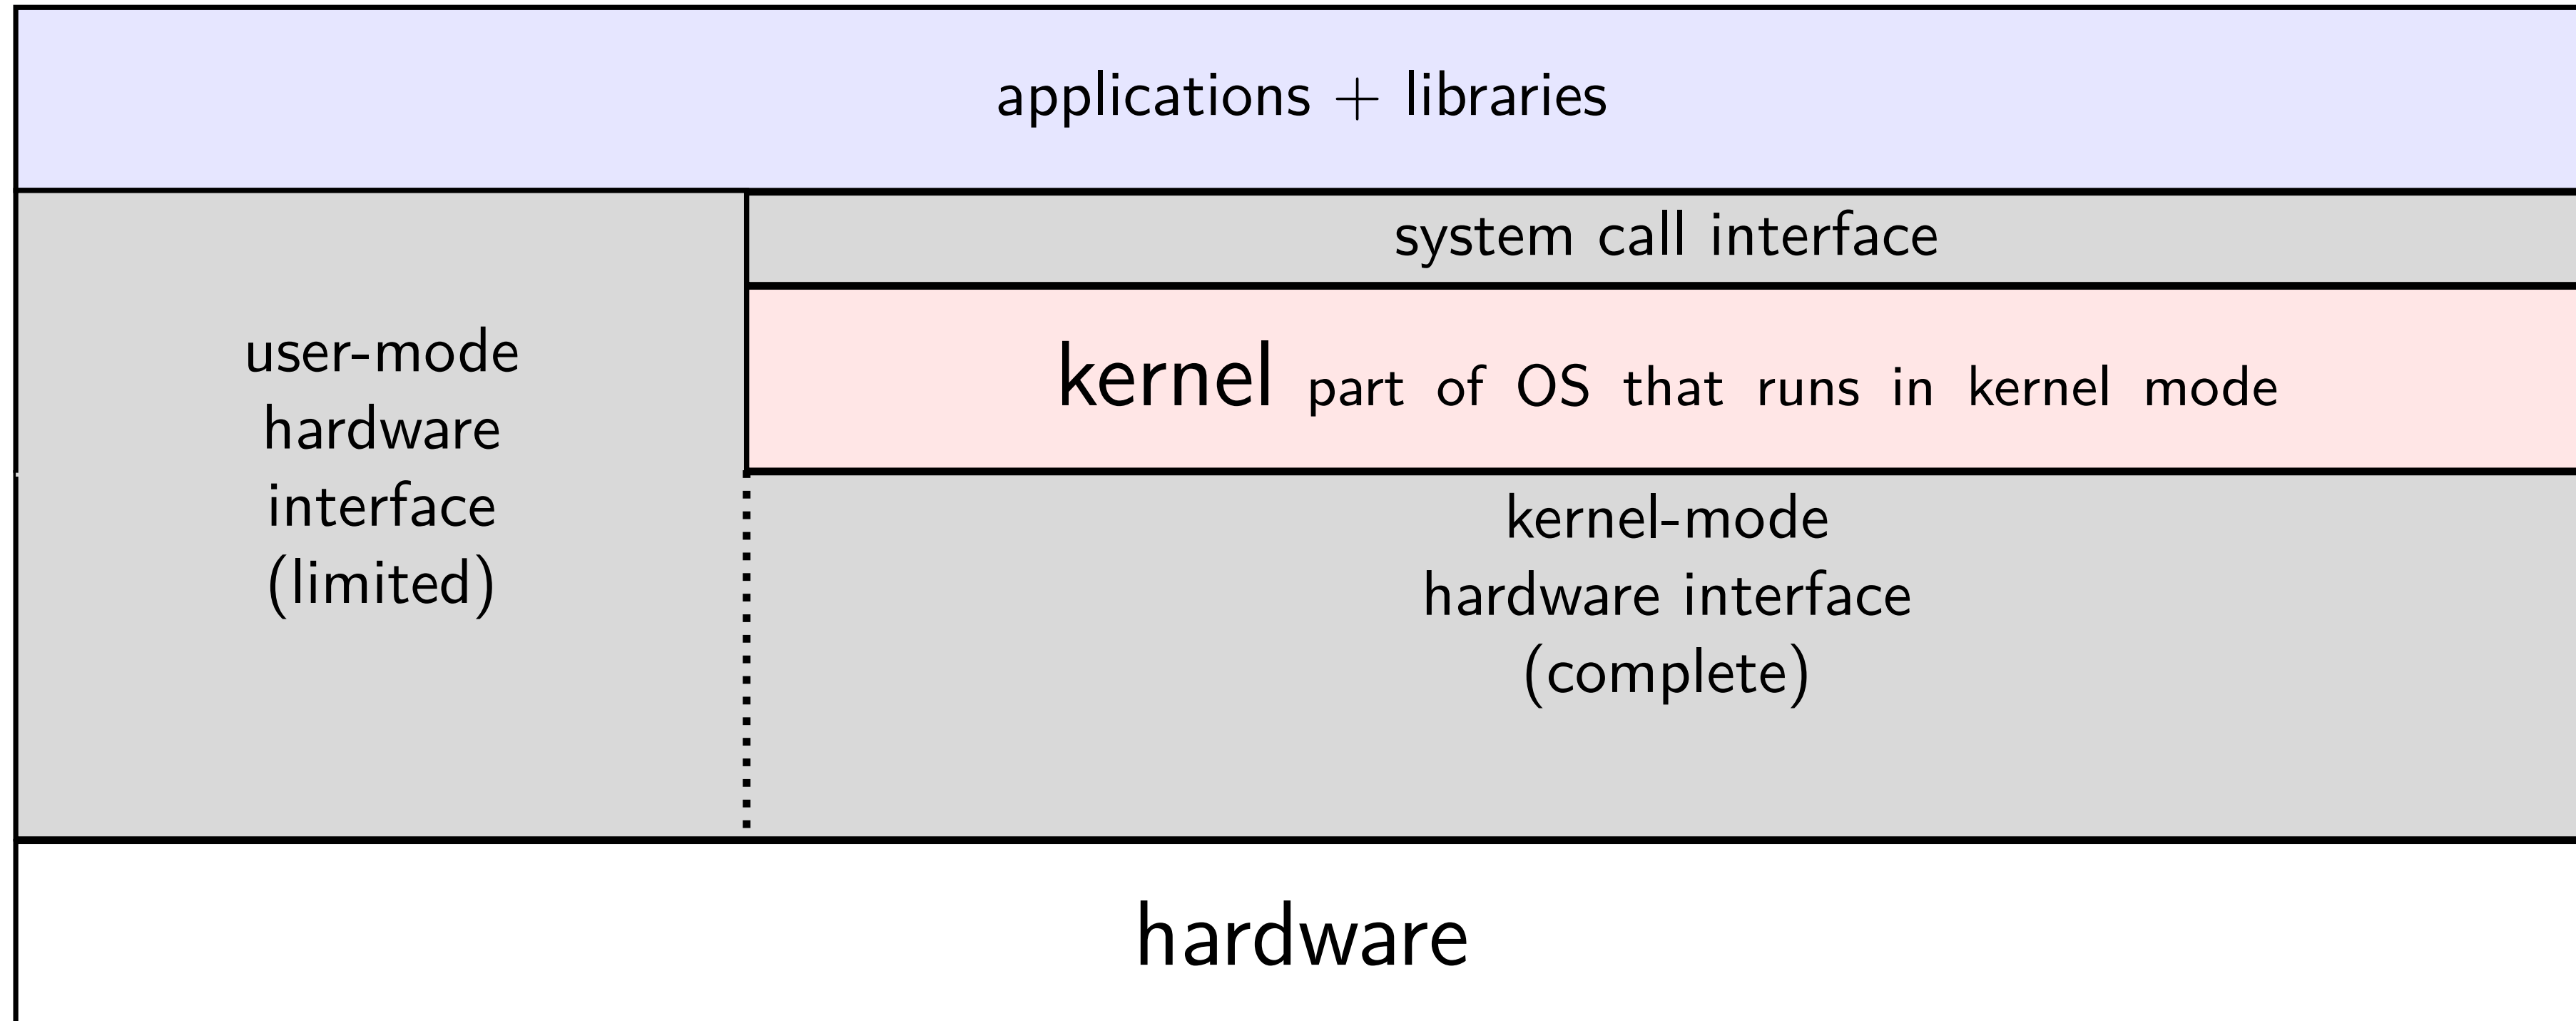 applications + libraries
system call interface
user-mode
hardware
interface
(limited)
kernel part of OS that runs in kernel mode
kernel-mode
hardware interface
(complete)
hardware